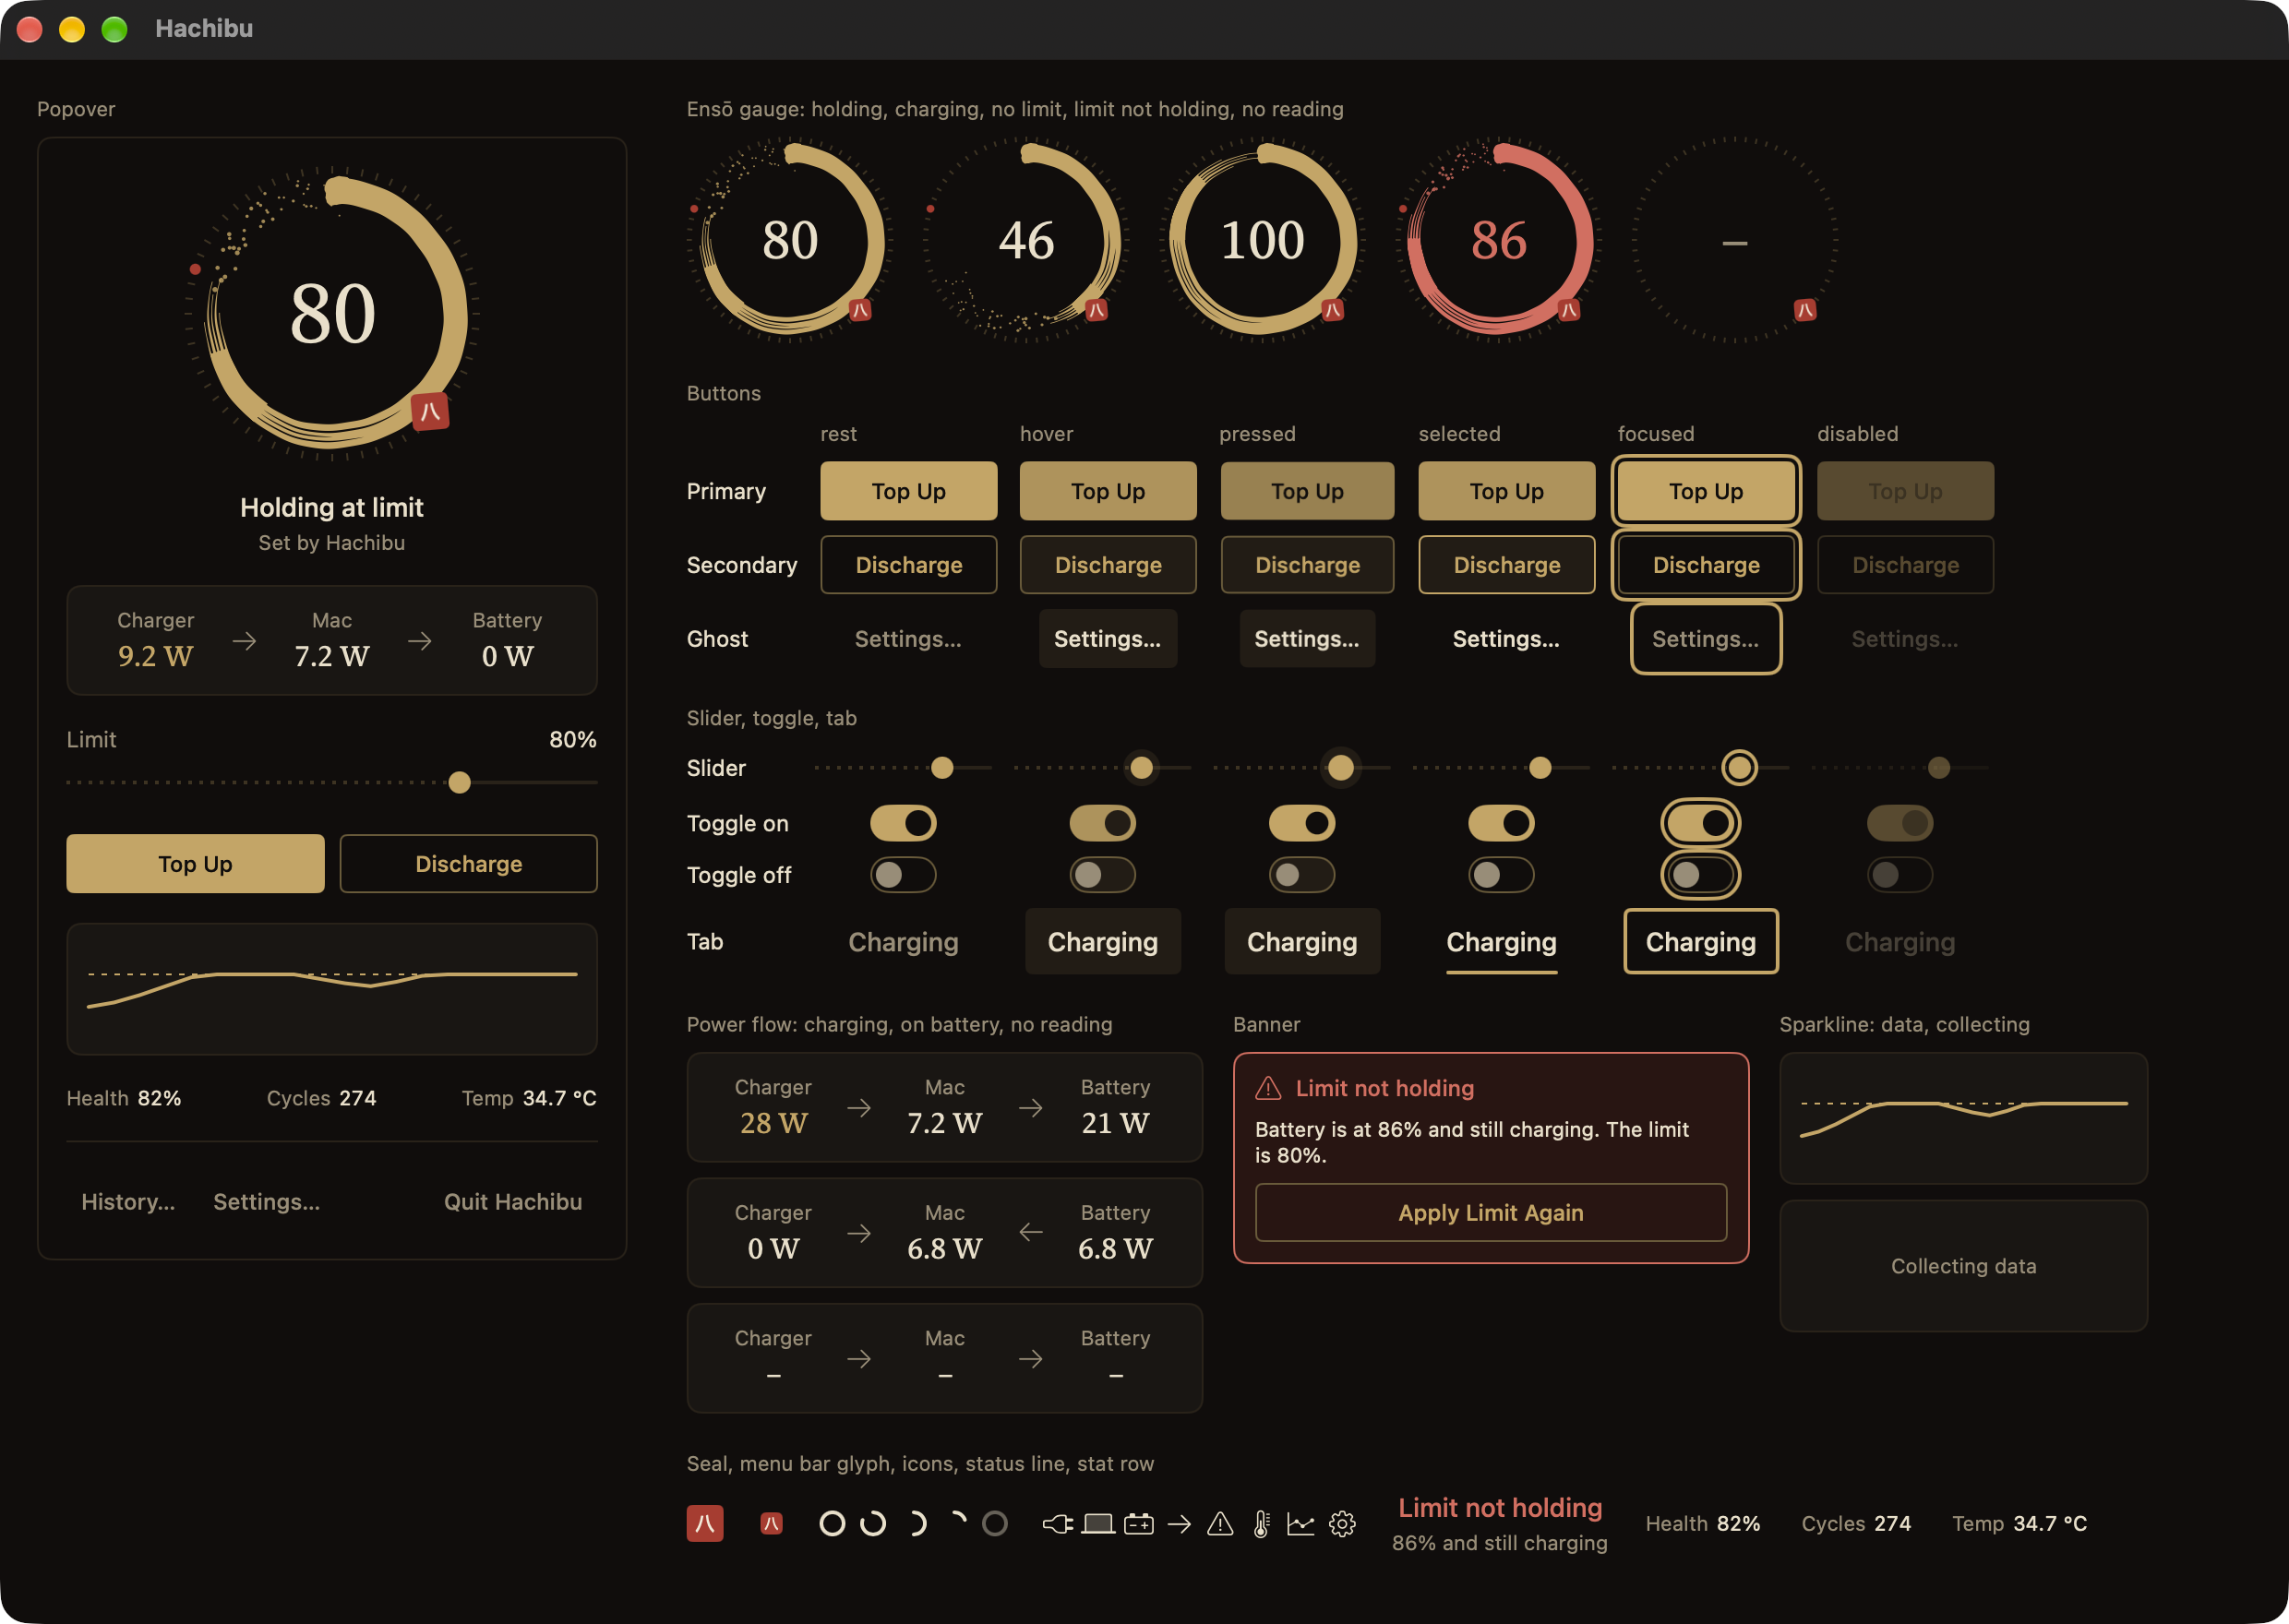 Hachibu
Popover
80
八
Holding at limit
Set by Hachibu
Charger Mac Battery
9.2 W 7.2 W 0 W
Limit 80%
Top Up Discharge
Health 82% Cycles 274 Temp 34.7 °C
History... Settings... Quit Hachibu
Ensō gauge: holding, charging, no limit, limit not holding, no reading
80 46 100 86 –
八 八 八 八 八
Buttons
rest hover pressed selected focused disabled
Primary Top Up Top Up Top Up Top Up Top Up Top Up
Secondary Discharge Discharge Discharge Discharge Discharge Discharge
Ghost Settings... Settings... Settings... Settings... Settings... Settings...
Slider, toggle, tab
Slider
Toggle on
Toggle off
Tab Charging Charging Charging Charging Charging Charging
Power flow: charging, on battery, no reading
Charger Mac Battery
28 W 7.2 W 21 W
Charger Mac Battery
0 W 6.8 W 6.8 W
Charger Mac Battery
– – –
Banner
Limit not holding
Battery is at 86% and still charging. The limit
is 80%.
Apply Limit Again
Sparkline: data, collecting
Collecting data
Seal, menu bar glyph, icons, status line, stat row
八 八
Limit not holding
86% and still charging
Health 82% Cycles 274 Temp 34.7 °C